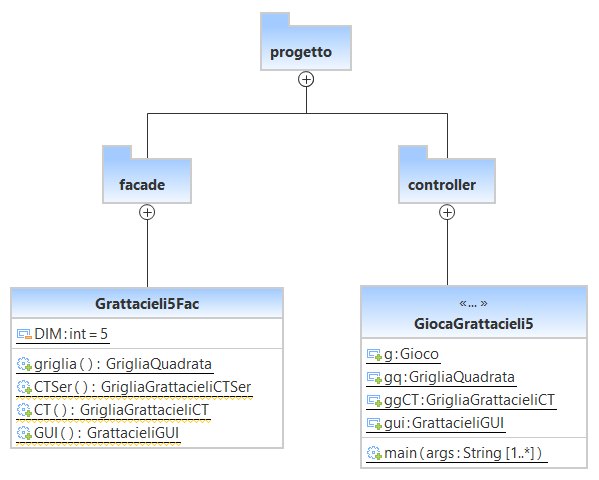 progetto
facade
controller
Grattacieli5Fac
DIM:int = 5
griglia ( ) : GrigliaQuadrata
CTSer ( ) : GrigliaGrattacieliCTSer
CT ( ) : GrigliaGrattacieliCT
GUI ( ) : GrattacieliGUI
«... »
GiocaGrattacieli5
g:Gioco
gq:GrigliaQuadrata
ggCT:GrigliaGrattacieliCT
gui:GrattacieliGUI
main (args : String [1..*] )